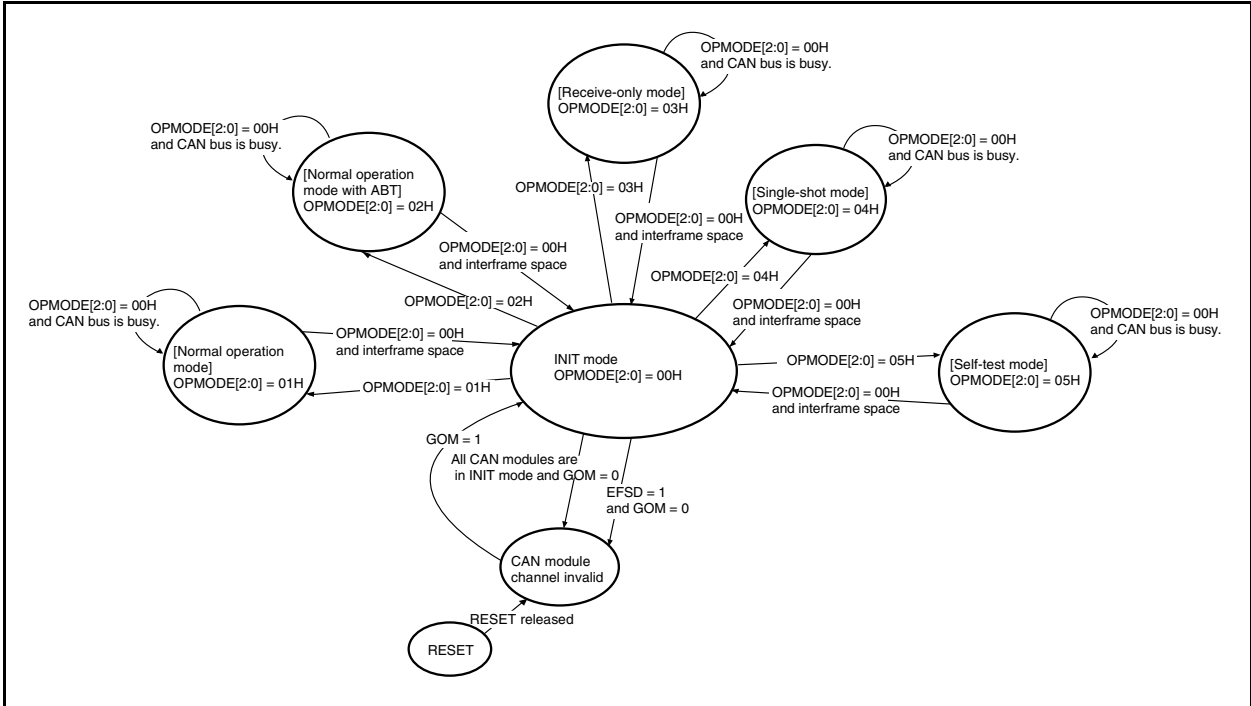 OPMODE[2:0] = 00H
and CAN bus is busy.
[Receive-only mode]
OPMODE[2:0] = 03H
OPMODE[2:0] = 00H
and CAN bus is busy.
[Normal operation
mode with ABT]
OPMODE[2:0] = 02H
OPMODE[2:0] = 00H
and CAN bus is busy.
[Single-shot mode]
OPMODE[2:0] = 04H
OPMODE[2:0] = 03H
OPMODE[2:0] = 00H
and interframe space
OPMODE[2:0] = 00H
and interframe space
OPMODE[2:0] = 04H
OPMODE[2:0] = 02H
OPMODE[2:0] = 00H
and interframe space
OPMODE[2:0] = 00H
and CAN bus is busy.
[Normal operation
mode]
OPMODE[2:0] = 01H
OPMODE[2:0] = 00H
and interframe space
OPMODE[2:0] = 01H
INIT mode
OPMODE[2:0] = 00H
OPMODE[2:0] = 05H
OPMODE[2:0] = 00H
and interframe space
[Self-test mode]
OPMODE[2:0] = 05H
OPMODE[2:0] = 00H
and CAN bus is busy.
GOM = 1
All CAN modules are
in INIT mode and GOM = 0
EFSD = 1
and GOM = 0
CAN module
channel invalid
RESET released
RESET